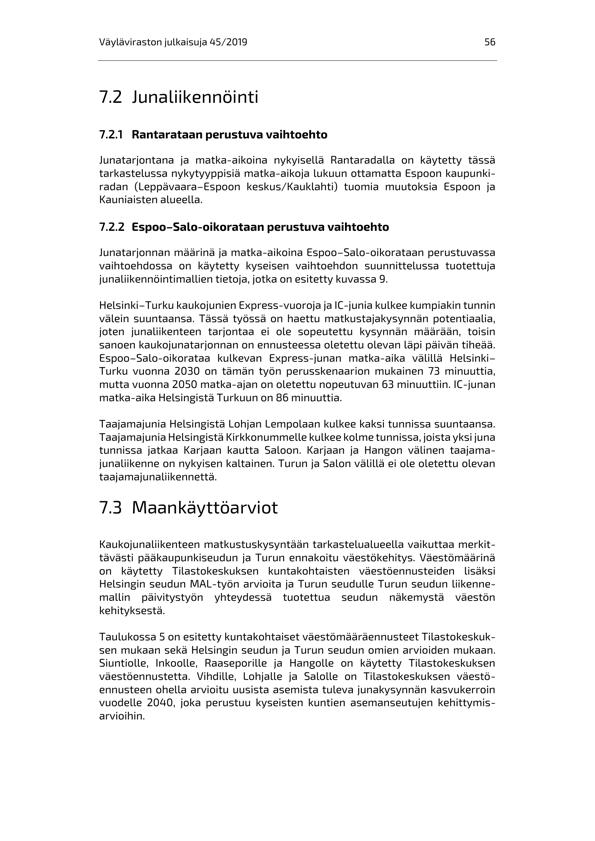 Väyläviraston julkaisuja 45/2019 56
7.2 Junaliikennöinti
7.2.1 Rantarataan perustuva vaihtoehto
Junatarjontana ja matka-aikoina nykyisellä Rantaradalla on käytetty tässä
tarkastelussa nykytyyppisiä matka-aikoja lukuun ottamatta Espoon kaupunki-
radan (Leppävaara–Espoon keskus/Kauklahti) tuomia muutoksia Espoon ja
Kauniaisten alueella.
7.2.2 Espoo–Salo-oikorataan perustuva vaihtoehto
Junatarjonnan määrinä ja matka-aikoina Espoo–Salo-oikorataan perustuvassa
vaihtoehdossa on käytetty kyseisen vaihtoehdon suunnittelussa tuotettuja
junaliikennöintimallien tietoja, jotka on esitetty kuvassa 9.
Helsinki–Turku kaukojunien Express-vuoroja ja IC-junia kulkee kumpiakin tunnin
välein suuntaansa. Tässä työssä on haettu matkustajakysynnän potentiaalia,
joten junaliikenteen tarjontaa ei ole sopeutettu kysynnän määrään, toisin
sanoen kaukojunatarjonnan on ennusteessa oletettu olevan läpi päivän tiheää.
Espoo–Salo-oikorataa kulkevan Express-junan matka-aika välillä Helsinki–
Turku vuonna 2030 on tämän työn perusskenaarion mukainen 73 minuuttia,
mutta vuonna 2050 matka-ajan on oletettu nopeutuvan 63 minuuttiin. IC-junan
matka-aika Helsingistä Turkuun on 86 minuuttia.
Taajamajunia Helsingistä Lohjan Lempolaan kulkee kaksi tunnissa suuntaansa.
Taajamajunia Helsingistä Kirkkonummelle kulkee kolme tunnissa, joista yksi juna
tunnissa jatkaa Karjaan kautta Saloon. Karjaan ja Hangon välinen taajama-
junaliikenne on nykyisen kaltainen. Turun ja Salon välillä ei ole oletettu olevan
taajamajunaliikennettä.
7.3 Maankäyttöarviot
Kaukojunaliikenteen matkustuskysyntään tarkastelualueella vaikuttaa merkit-
tävästi pääkaupunkiseudun ja Turun ennakoitu väestökehitys. Väestömäärinä
on käytetty Tilastokeskuksen kuntakohtaisten väestöennusteiden lisäksi
Helsingin seudun MAL-työn arvioita ja Turun seudulle Turun seudun liikenne-
mallin päivitystyön yhteydessä tuotettua seudun näkemystä väestön
kehityksestä.
Taulukossa 5 on esitetty kuntakohtaiset väestömääräennusteet Tilastokeskuk-
sen mukaan sekä Helsingin seudun ja Turun seudun omien arvioiden mukaan.
Siuntiolle, Inkoolle, Raaseporille ja Hangolle on käytetty Tilastokeskuksen
väestöennustetta. Vihdille, Lohjalle ja Salolle on Tilastokeskuksen väestö-
ennusteen ohella arvioitu uusista asemista tuleva junakysynnän kasvukerroin
vuodelle 2040, joka perustuu kyseisten kuntien asemanseutujen kehittymis-
arvioihin.